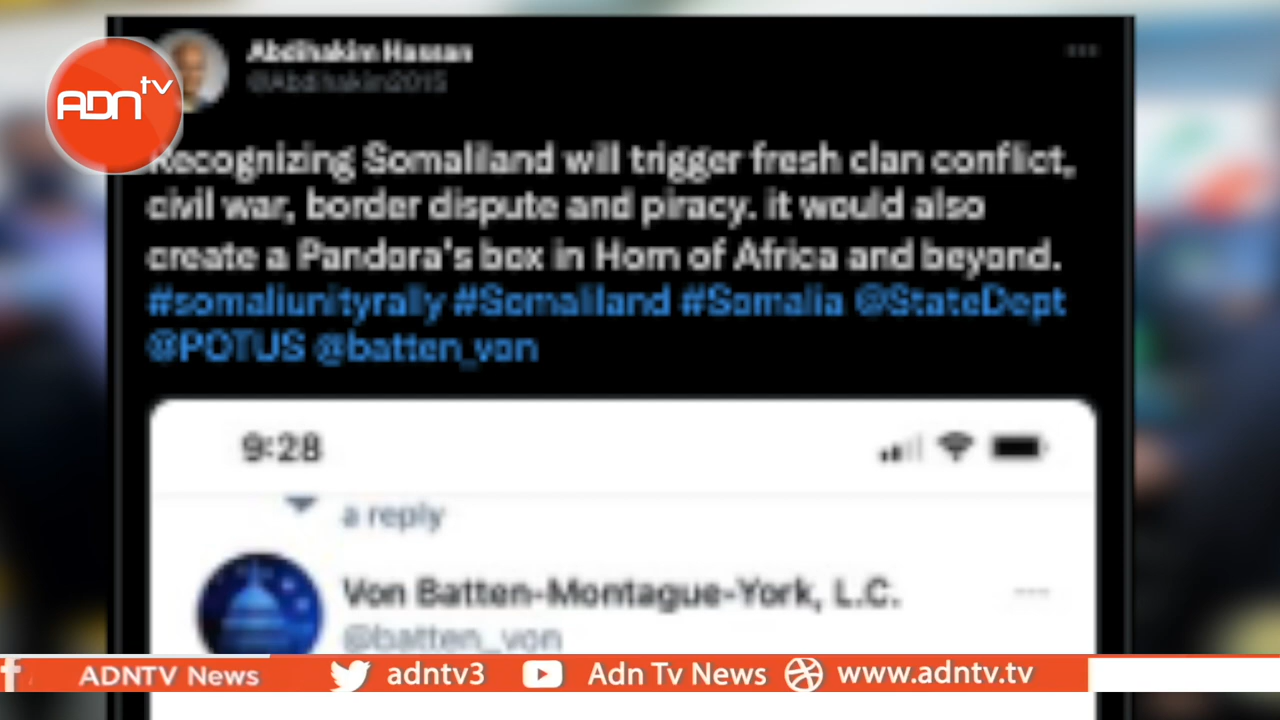 ADN tv
Abdihakim Hassan
@Abdihakim2015
Recognizing Somaliland will trigger fresh clan conflict,
civil war, border dispute and piracy. it would also
create a Pandora's box in Horn of Africa and beyond.
#somaliunityrally #Somaliland #Somalia @StateDept
@POTUS @batten_von
9:28
a reply
Von Batten-Montague-York, L.C.
@batten_von
ADNTV News adntv3 Adn Tv News www.adntv.tv